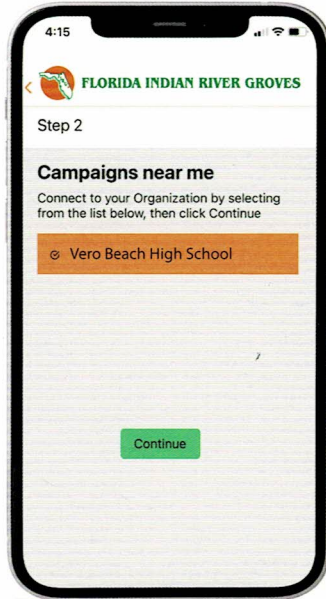 4:15
FLORIDA INDIAN RIVER GROVES
Step 2
Campaigns near me
Connect to your Organization by selecting
from the list below, then click Continue
Vero Beach High School
Continue